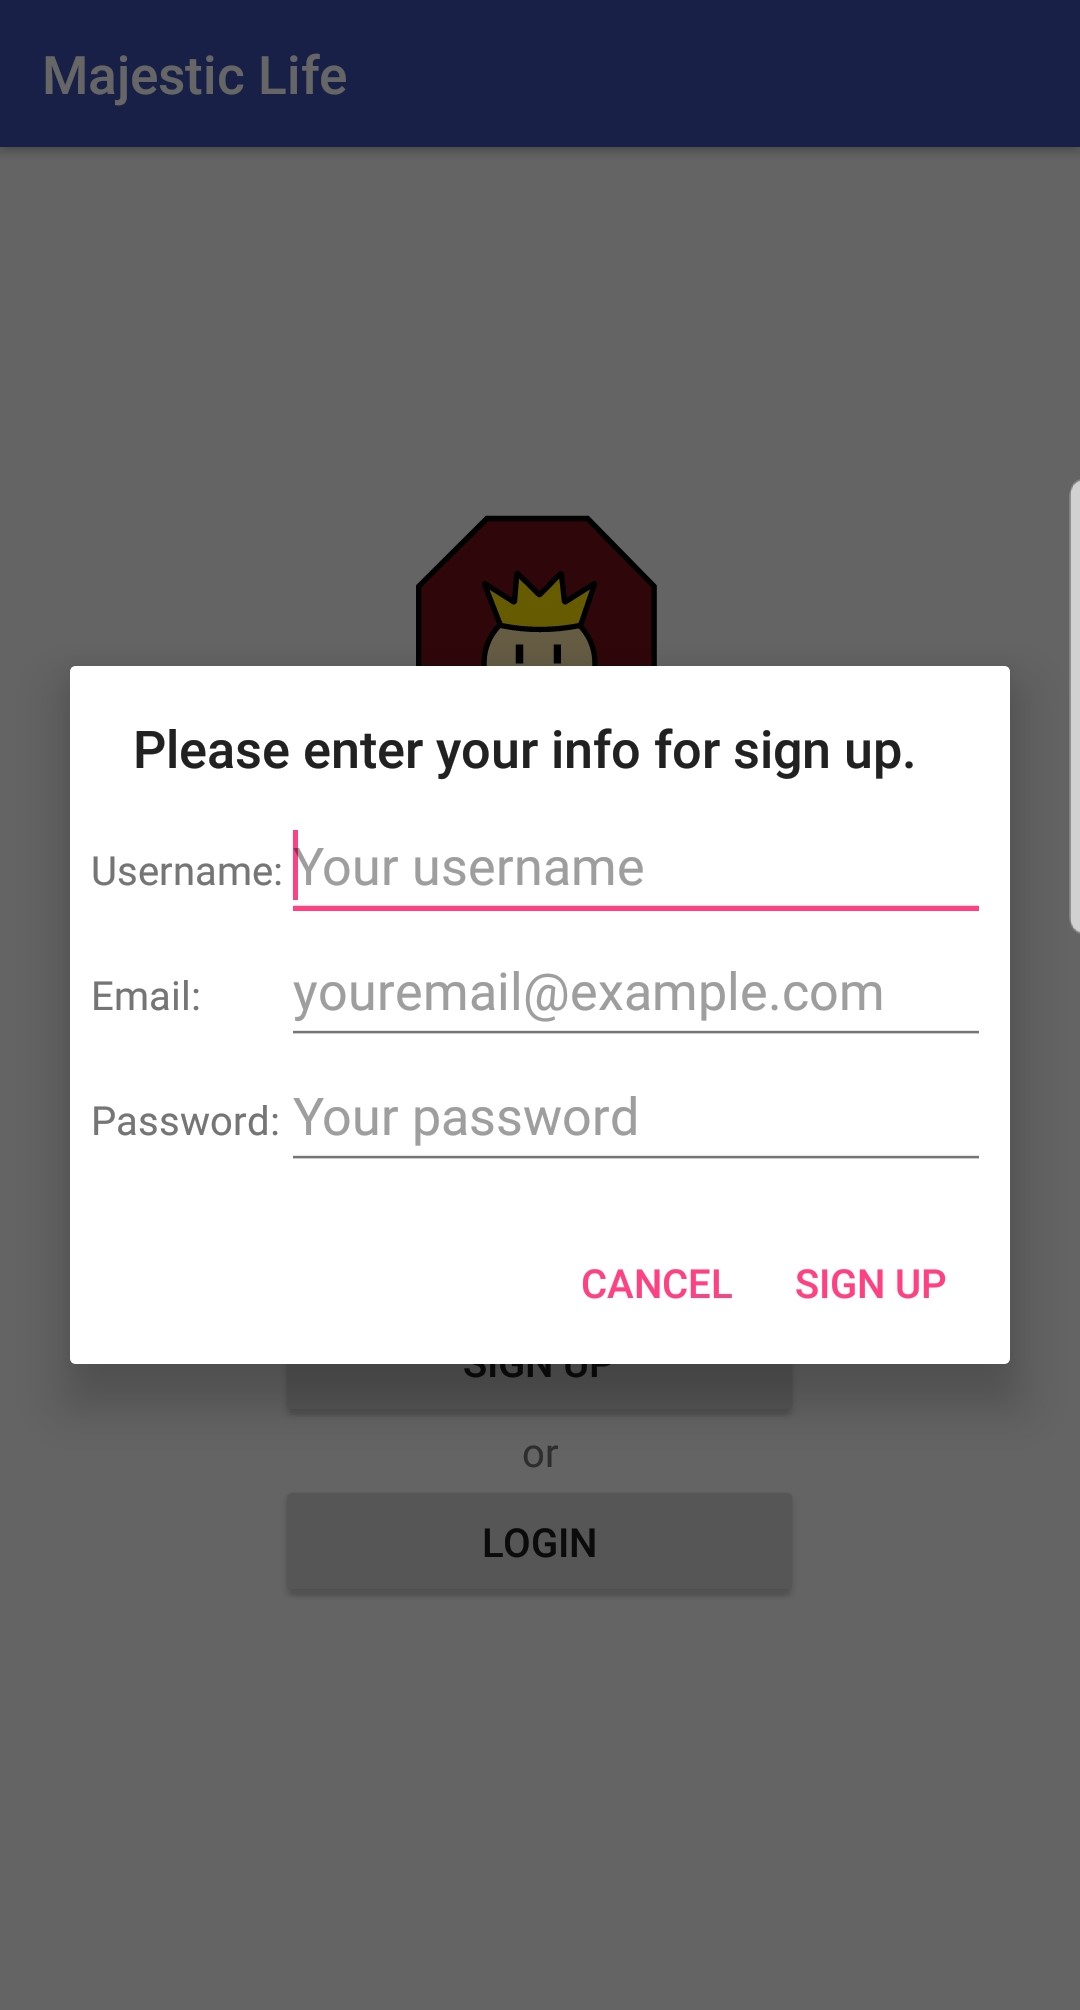 Majestic Life
Please enter your info for sign up.
Username: Your username
Email: youremail@example.com
Password: Your password
CANCEL SIGN UP
SIGN UP
or
LOGIN